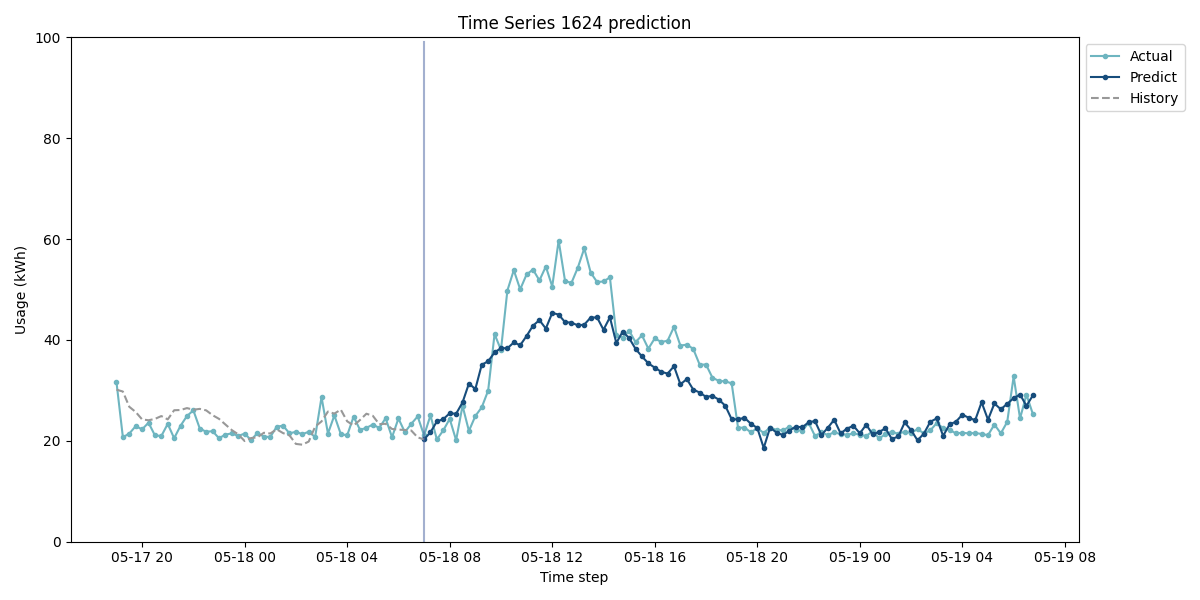 Time Series 1624 prediction
Usage (kWh)
100
80
60
40
20
0
05-17 20
05-18 00
05-18 04
05-18 08
05-18 12
05-18 16
05-18 20
05-19 00
05-19 04
05-19 08
Time step
Actual
Predict
History